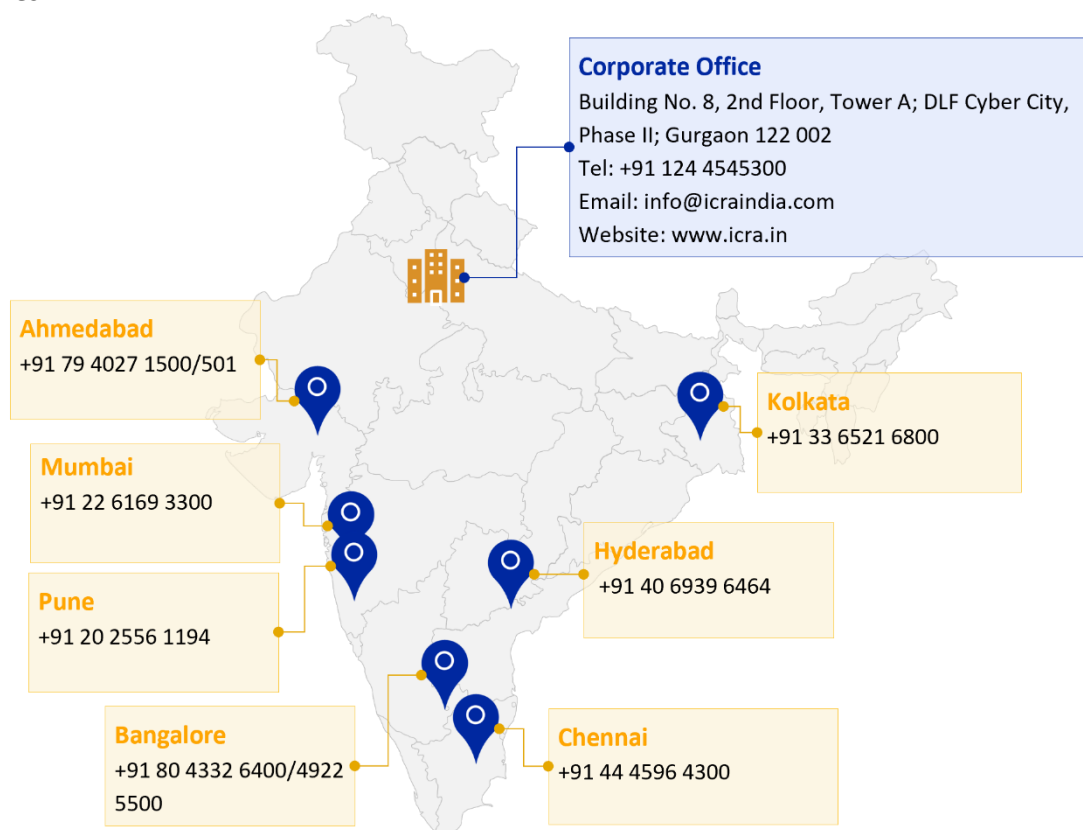 Corporate Office
Building No. 8, 2nd Floor, Tower A; DLF Cyber City,
Phase II; Gurgaon 122 002
Tel: +91 124 4545300
Email: info@icraindia.com
Website: www.icra.in
Ahmedabad
+91 79 4027 1500/501
Kolkata
+91 33 6521 6800
Mumbai
+91 22 6169 3300
Hyderabad
+91 40 6939 6464
Pune
+91 20 2556 1194
Bangalore
+91 80 4332 6400/4922
5500
Chennai
+91 44 4596 4300